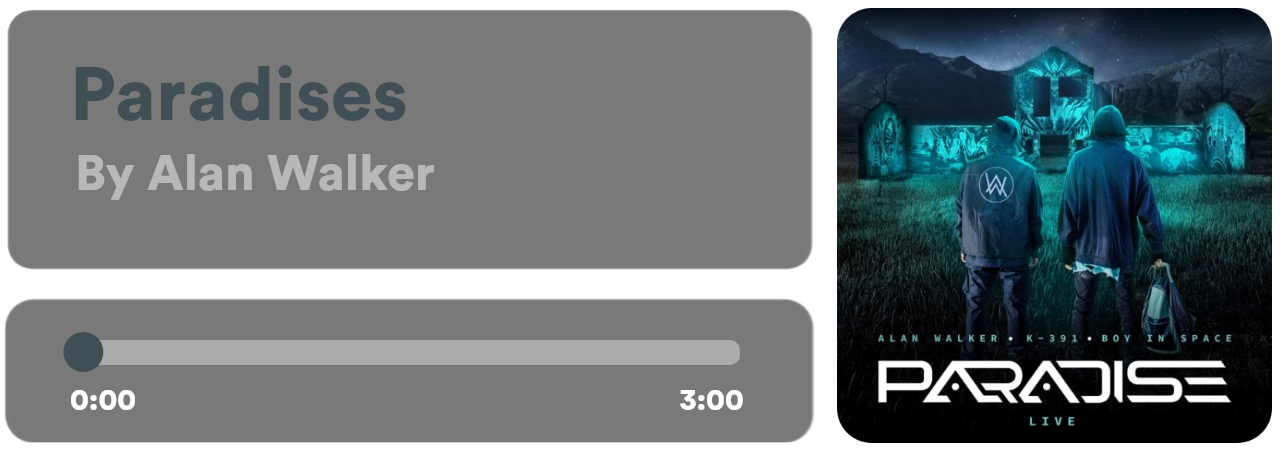 Paradises
By Alan Walker
0:00
3:00
ALAN WALKER • K-391 • BOY IN SPACE
PARADISE
LIVE